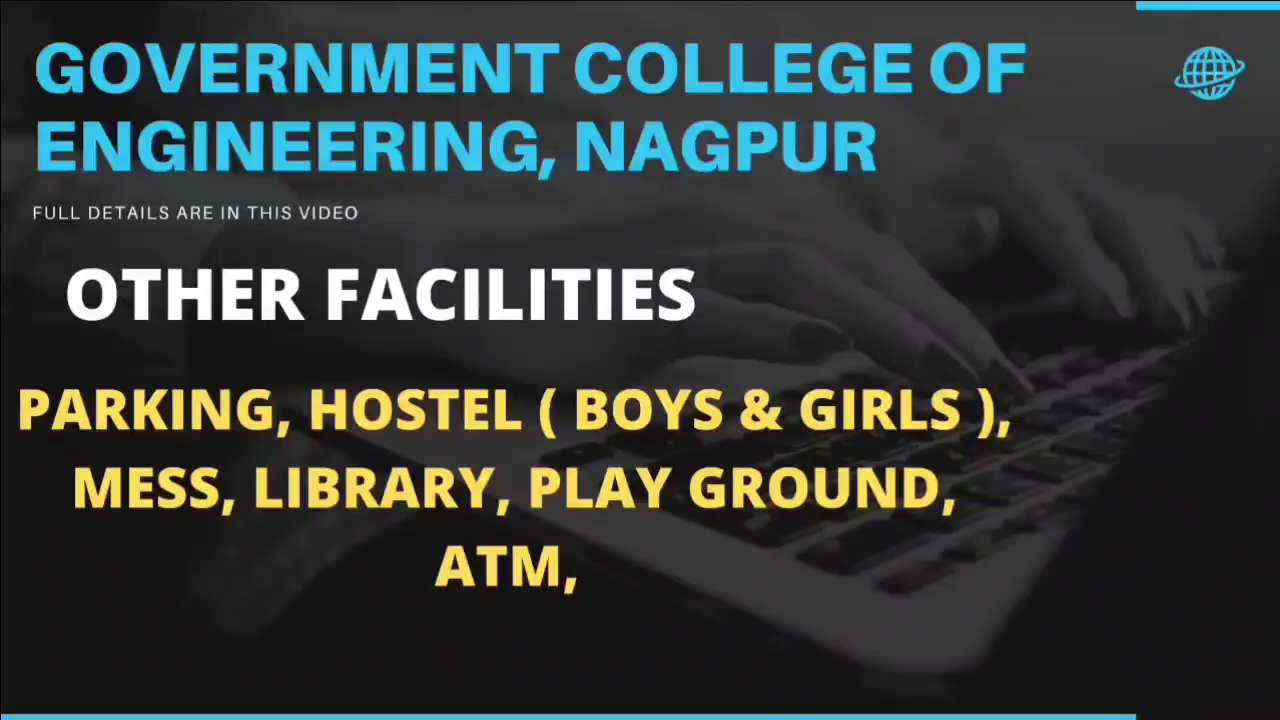 GOVERNMENT COLLEGE OF
ENGINEERING, NAGPUR
FULL DETAILS ARE IN THIS VIDEO
OTHER FACILITIES
PARKING, HOSTEL ( BOYS & GIRLS ),
MESS, LIBRARY, PLAY GROUND,
ATM,